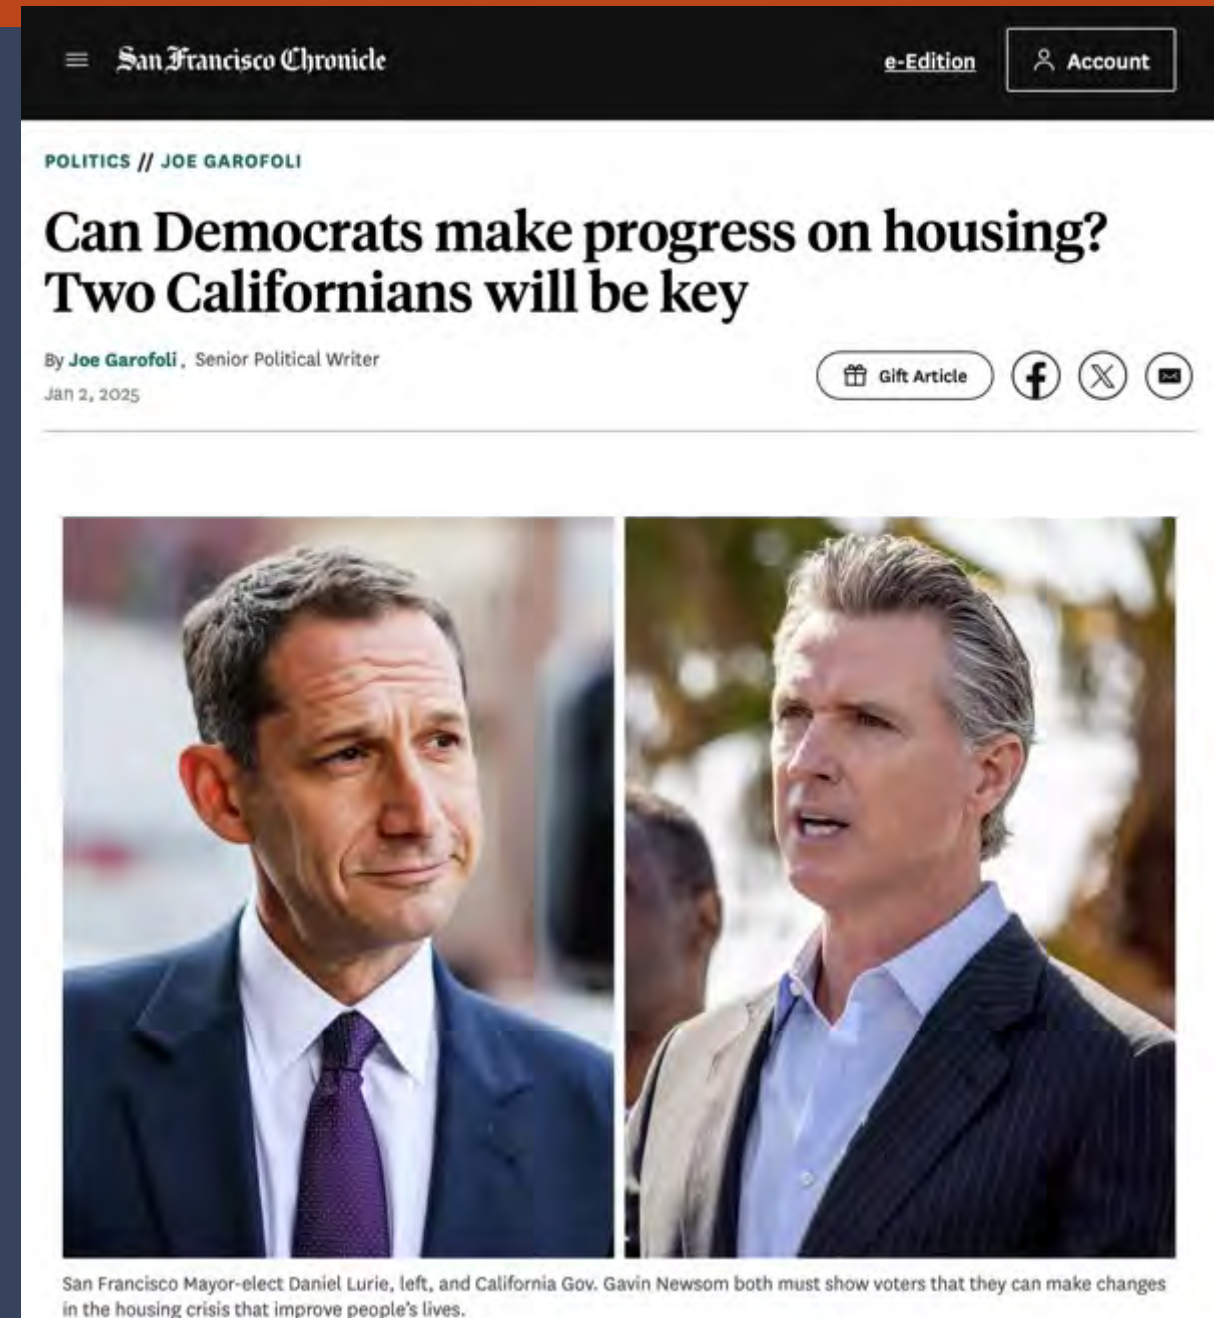 San Francisco Chronicle
e-Edition
Account
POLITICS // JOE GAROFOLI
Can Democrats make progress on housing?
Two Californians will be key
By Joe Garofoli, Senior Political Writer
Jan 2, 2025
Gift Article
San Francisco Mayor-elect Daniel Lurie, left, and California Gov. Gavin Newsom both must show voters that they can make changes
in the housing crisis that improve people's lives.